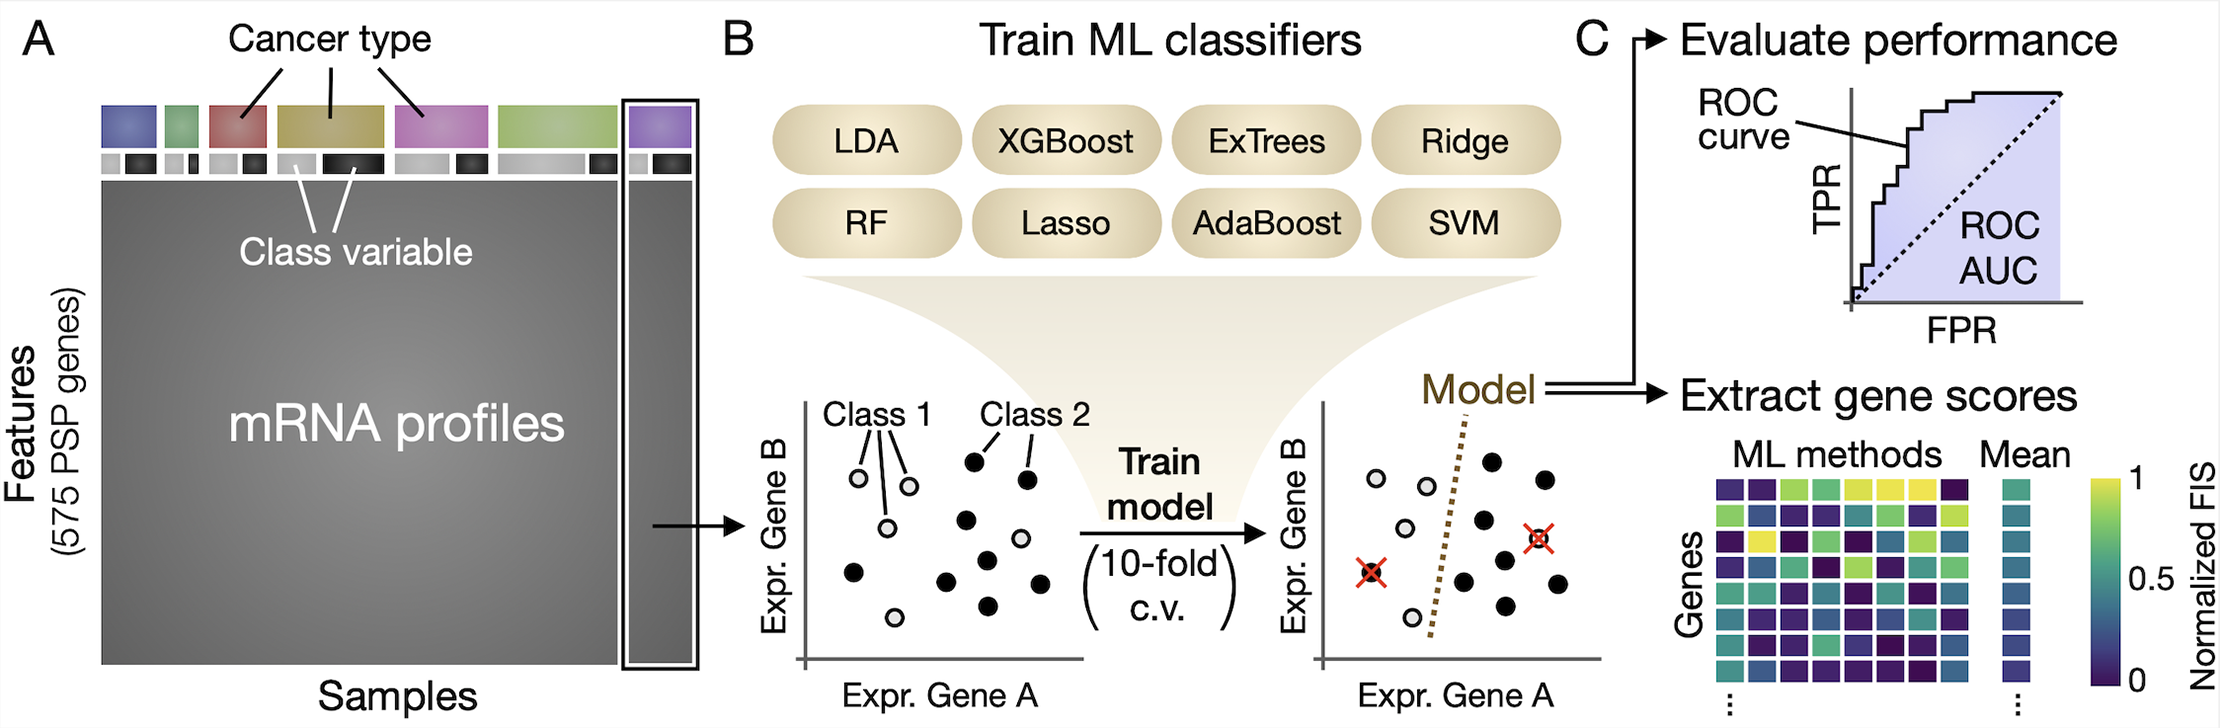 A
Cancer type
Class variable
mRNA profiles
Features
(575 PSP genes)
Samples
B
Train ML classifiers
LDA
XGBoost
ExTrees
Ridge
RF
Lasso
AdaBoost
SVM
Class 1
Class 2
Expr. Gene B
Expr. Gene A
Train
model
(10-fold
c.v.)
Model
Expr. Gene B
Expr. Gene A
C
Evaluate performance
ROC
curve
TPR
ROC
AUC
FPR
Extract gene scores
ML methods
Mean
Genes
...
...
1
0.5
0
Normalized FIS